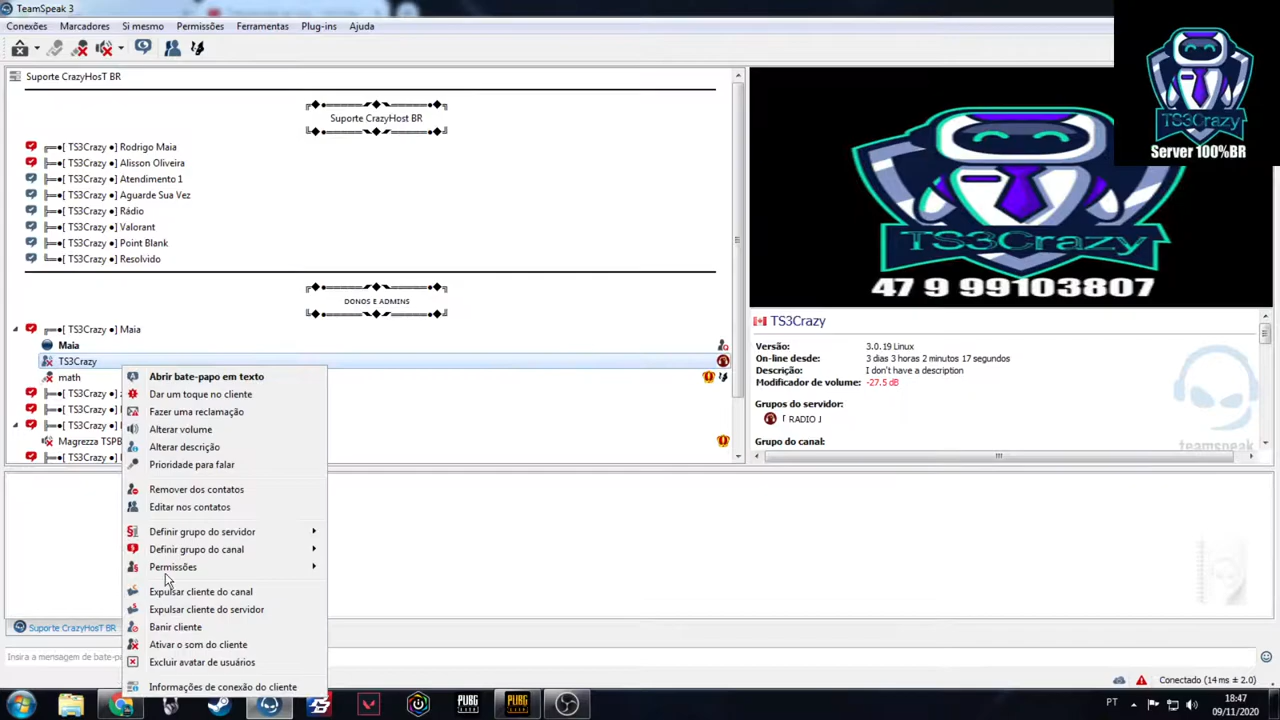 TeamSpeak 3
Conexões Marcadores Si mesmo Permissões Ferramentas Plug-ins Ajuda
Suporte CrazyHosT BR
Suporte CrazyHost BR
[ TS3Crazy ●] Rodrigo Maia
[ TS3Crazy ●] Alisson Oliveira
[ TS3Crazy ●] Atendimento 1
[ TS3Crazy ●] Aguarde Sua Vez
[ TS3Crazy ●] Rádio
[ TS3Crazy ●] Valorant
[ TS3Crazy ●] Point Blank
[ TS3Crazy ●] Resolvido
DONOS E ADMINS
[ TS3Crazy ●] Maia
Maia
TS3Crazy
math
[ TS3Crazy ●]
[ TS3Crazy ●]
[ TS3Crazy ●]
Magrezza TSPB
[ TS3Crazy ●]
Abrir bate-papo em texto
Dar um toque no cliente
Fazer uma reclamação
Alterar volume
Alterar descrição
Prioridade para falar
Remover dos contatos
Editar nos contatos
Definir grupo do servidor
Definir grupo do canal
Permissões
Expulsar cliente do canal
Expulsar cliente do servidor
Banir cliente
Ativar o som do cliente
Excluir avatar de usuários
Informações de conexão do cliente
TS3Crazy
Server 100%BR
TS3Crazy
47 9 99103807
TS3Crazy
Versão: 3.0.19 Linux
On-line desde: 3 dias 3 horas 2 minutos 17 segundos
Descrição: I don't have a description
Modificador de volume: -27.5 dB
Grupos do servidor:
「 RADIO 」
Grupo do canal:
teamspeak
Suporte CrazyHosT BR
Insira a mensagem de bate-pa
Conectado (14 ms ± 2.0)
PUBG
PUBG
PT
18:47
09/11/2020